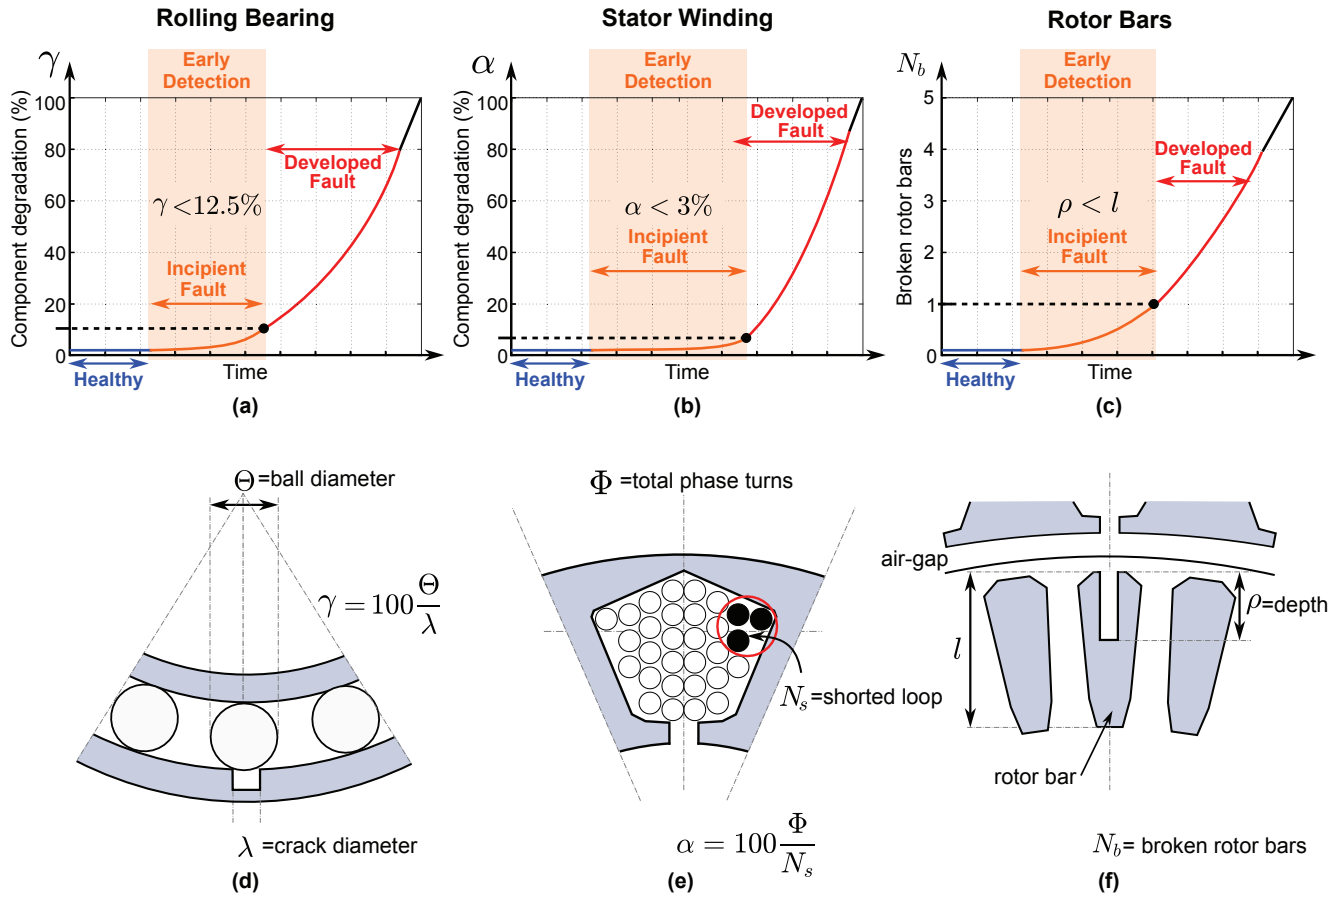 Rolling Bearing
Stator Winding
Rotor Bars
γ
Early
Detection
Component degradation (%)
100
80
60
40
20
0
Developed
Fault
γ <12.5%
Incipient
Fault
Healthy
Time
(a)
α
Early
Detection
Component degradation (%)
100
80
60
40
20
0
Developed
Fault
α < 3%
Incipient
Fault
Healthy
Time
(b)
N_b
Early
Detection
Broken rotor bars
5
4
3
2
1
0
Developed
Fault
ρ < l
Incipient
Fault
Healthy
Time
(c)
Θ=ball diameter
γ = 100 Θ/λ
λ =crack diameter
(d)
Φ =total phase turns
N_s=shorted loop
α = 100 Φ/N_s
(e)
air-gap
l
ρ=depth
rotor bar
N_b= broken rotor bars
(f)